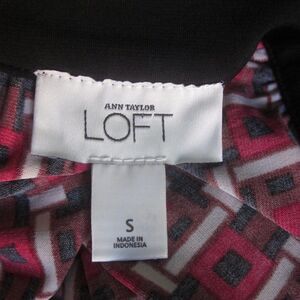 ANN TAYLOR
LOFT
S
MADE IN
INDONESIA